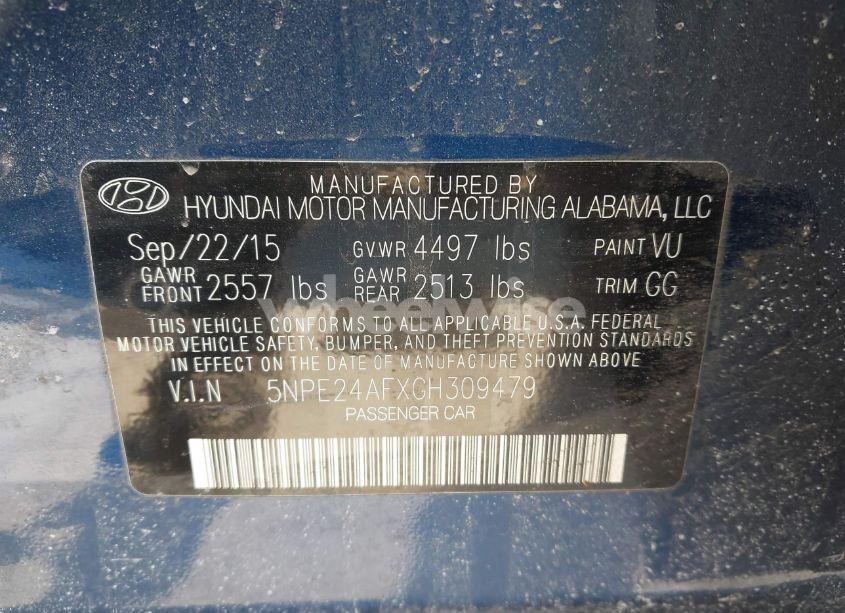 MANUFACTURED BY
HYUNDAI MOTOR MANUFACTURING ALABAMA, LLC
Sep/22/15 GVWR 4497 lbs PAINT VU
GAWR FRONT 2557 lbs GAWR REAR 2513 lbs TRIM GG
wheelwise
THIS VEHICLE CONFORMS TO ALL APPLICABLE U.S.A. FEDERAL
MOTOR VEHICLE SAFETY, BUMPER, AND THEFT PREVENTION STANDARDS
IN EFFECT ON THE DATE OF MANUFACTURE SHOWN ABOVE
V.I.N 5NPE24AFXGH309479
PASSENGER CAR